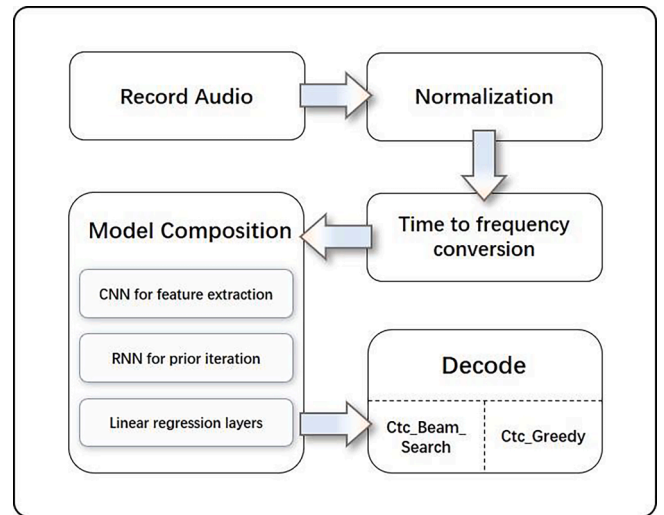 Record Audio
Normalization
Time to frequency
conversion
Model Composition
CNN for feature extraction
RNN for prior iteration
Linear regression layers
Decode
Ctc_Beam_
Search
Ctc_Greedy